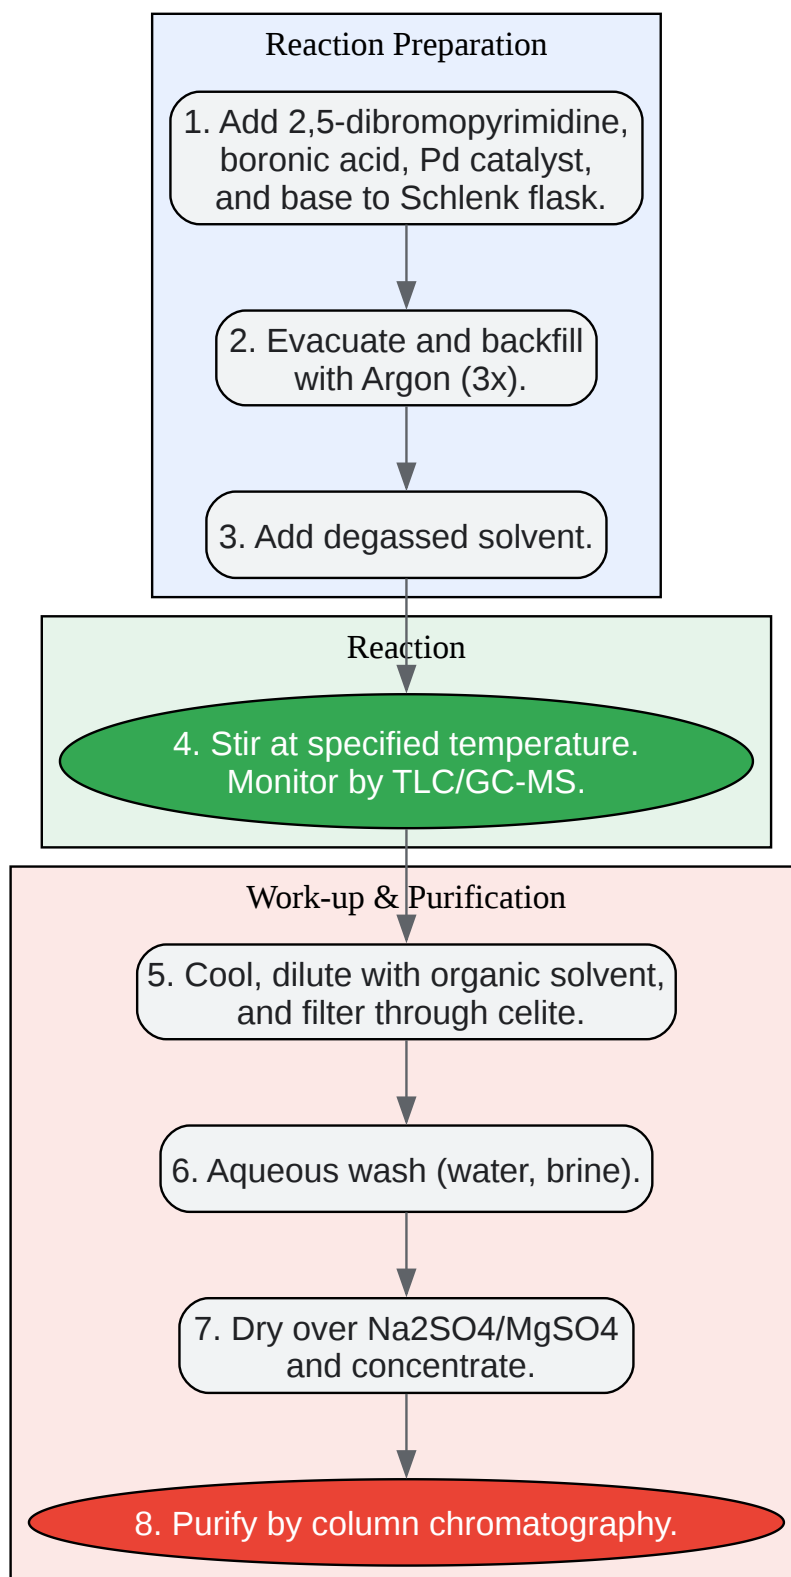 Reaction Preparation
1. Add 2,5-dibromopyrimidine,
boronic acid, Pd catalyst,
and base to Schlenk flask.
2. Evacuate and backfill
with Argon (3x).
3. Add degassed solvent.
Reaction
4. Stir at specified temperature.
Monitor by TLC/GC-MS.
Work-up & Purification
5. Cool, dilute with organic solvent,
and filter through celite.
6. Aqueous wash (water, brine).
7. Dry over Na2SO4/MgSO4
and concentrate.
8. Purify by column chromatography.